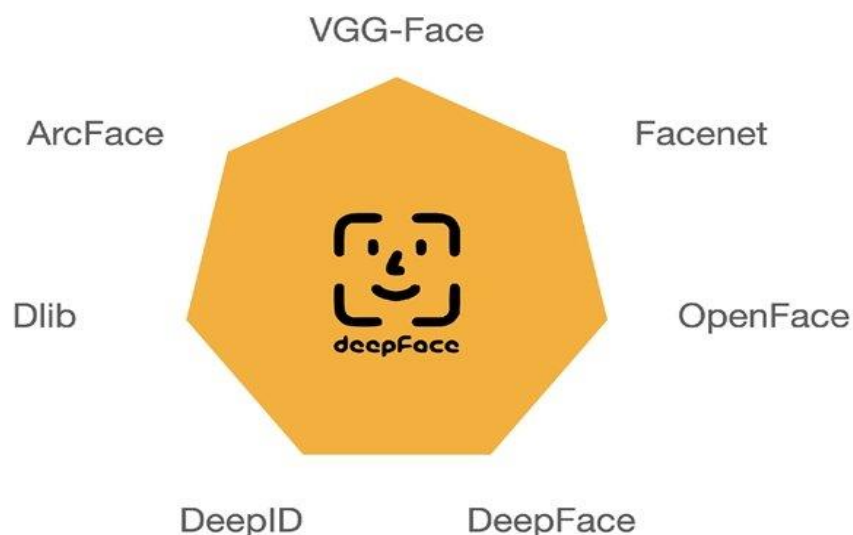 VGG-Face
ArcFace
Facenet
Dlib
OpenFace
deepFace
DeepID
DeepFace